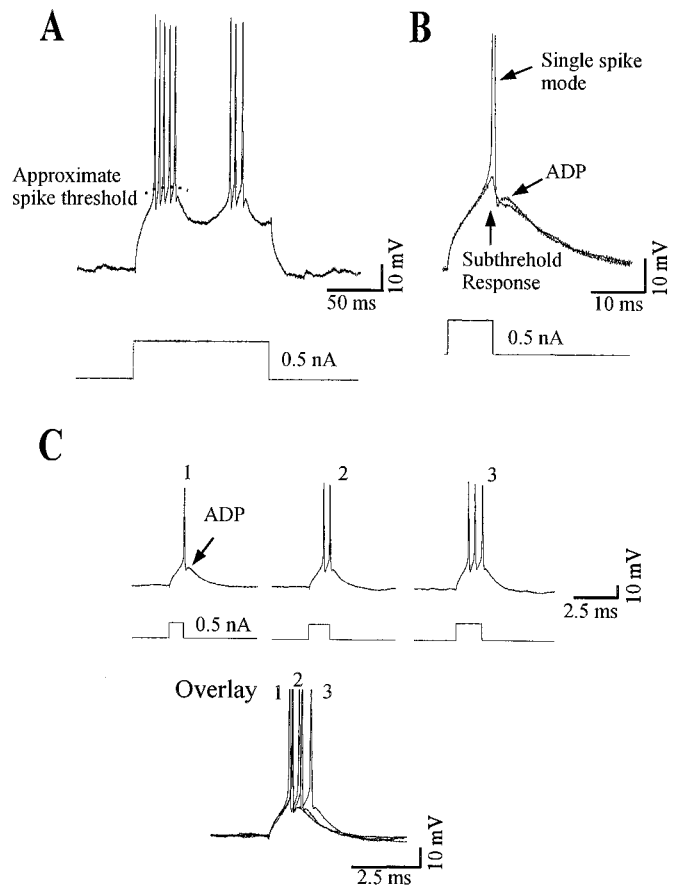 A
Approximate
spike threshold
50 ms
10 mV
0.5 nA
B
Single spike
mode
ADP
Subthrehold
Response
10 ms
10 mV
0.5 nA
C
1
2
3
ADP
0.5 nA
2.5 ms
10 mV
Overlay
1
2
3
2.5 ms
10 mV